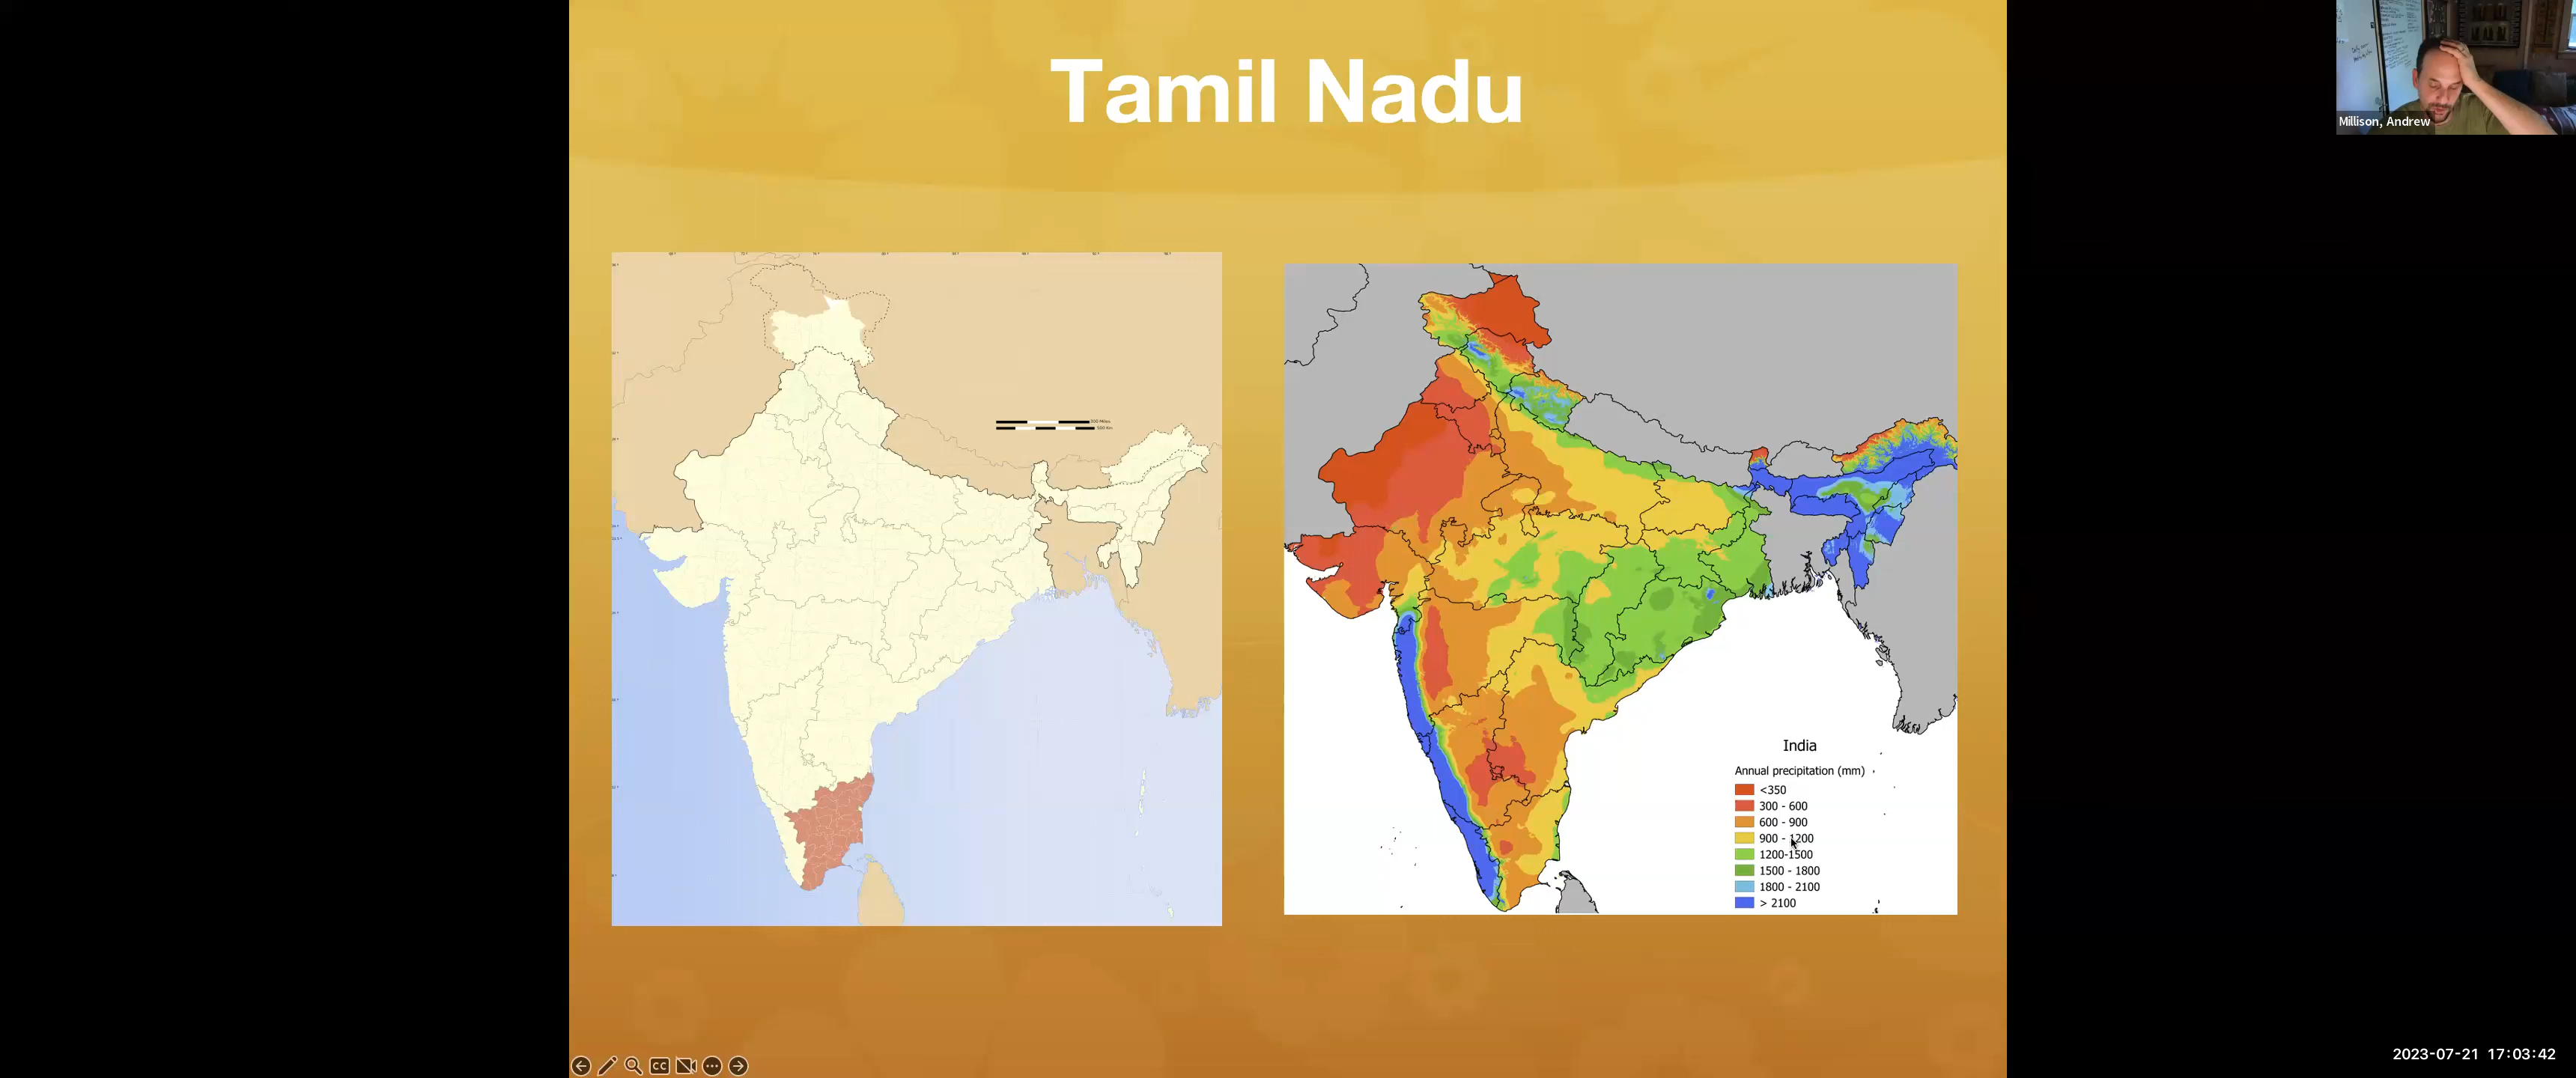 Tamil Nadu
Millison, Andrew
India
Annual precipitation (mm)
<350
300 - 600
600 - 900
900 - 1200
1200-1500
1500 - 1800
1800 - 2100
> 2100
CC
2023-07-21 17:03:42